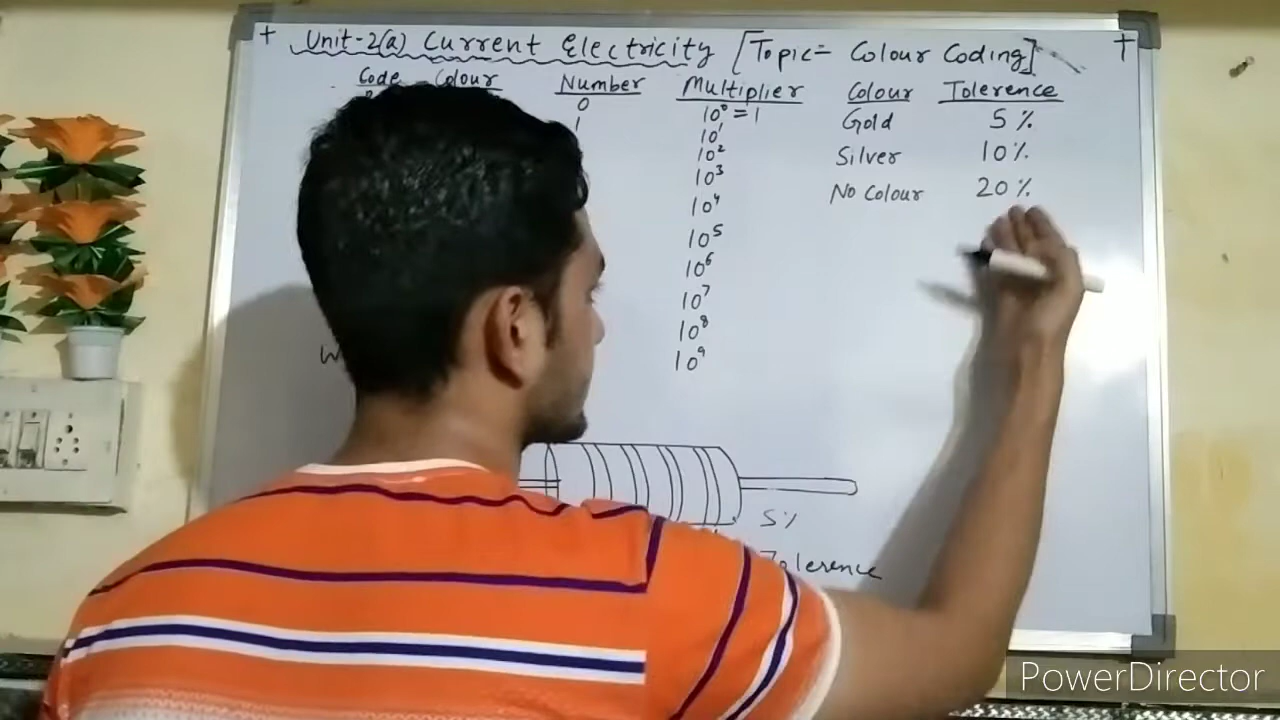 + Unit-2(a) Current Electricity [Topic= Colour Coding] +
Code Colour Number Multiplier Colour Tolerence
0 10⁰ = 1 Gold 5 %
1 10¹
10² Silver 10 %
10³
No Colour 20 %
10⁴
10⁵
10⁶
10⁷
10⁸
W 10⁹
5 %
Tolerence
PowerDirector